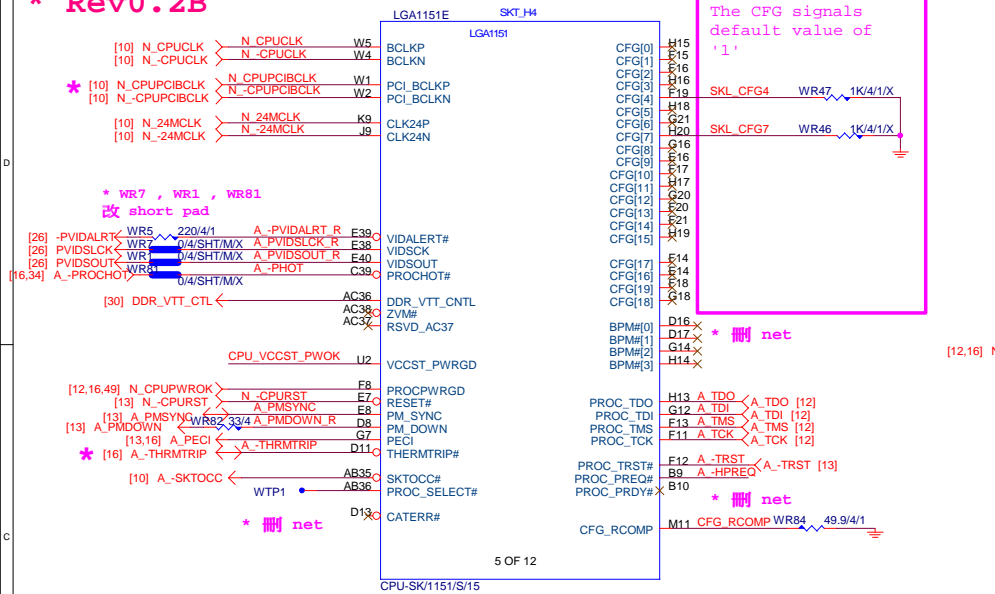 * Rev0.2B
LGA1151E
SKT_H4
LGA1151
The CFG signals
default value of
'1'
[10] N_CPUCLK N_CPUCLK W5 BCLKP
[10] N_-CPUCLK N_-CPUCLK W4 BCLKN
* [10] N_CPUPCIBCLK N_CPUPCIBCLK W1 PCI_BCLKP
[10] N_-CPUPCIBCLK N_-CPUPCIBCLK W2 PCI_BCLKN
[10] N_24MCLK N_24MCLK K9 CLK24P
[10] N_-24MCLK N_-24MCLK J9 CLK24N
D
* WR7 , WR1 , WR81
改 short pad
[26] -PVIDALRT WR5 220/4/1 A_-PVIDALRT_R E39 VIDALERT#
[26] PVIDSLCK WR7 0/4/SHT/M/X A_PVIDSLCK_R E38 VIDSCK
[26] PVIDSOUT WR1 0/4/SHT/M/X A_PVIDSOUT_R E40 VIDSOUT
[16,34] A_-PROCHOT WR81 0/4/SHT/M/X A_-PHOT C39 PROCHOT#
[30] DDR_VTT_CTL AC36 DDR_VTT_CNTL
AC38 ZVM#
AC37 RSVD_AC37
CPU_VCCST_PWOK U2 VCCST_PWRGD
[12,16,49] N_CPUPWROK F8 PROCPWRGD
[13] N_-CPURST N_-CPURST E7 RESET#
[13] A_PMSYNC A_PMSYNC E8 PM_SYNC
[13] A_PMDOWN WR82 33/4 A_PMDOWN_R D8 PM_DOWN
[13,16] A_PECI G7 PECI
* [16] A_-THRMTRIP A_-THRMTRIP D11 THERMTRIP#
[10] A_-SKTOCC AB35 SKTOCC#
WTP1 AB36 PROC_SELECT#
* 刪 net
D13 CATERR#
C
CFG[0] H15
CFG[1] F15
CFG[2] F16
CFG[3] H16
CFG[4] F19 SKL_CFG4 WR47 1K/4/1/X
CFG[5] H18
CFG[6] G21
CFG[7] H20 SKL_CFG7 WR46 1K/4/1/X
CFG[8] G16
CFG[9] E16
CFG[10] F17
CFG[11] H17
CFG[12] G20
CFG[13] F20
CFG[14] F21
CFG[15] H19
CFG[17] F14
CFG[16] E14
CFG[19] F18
CFG[18] G18
BPM#[0] D16
BPM#[1] D17
BPM#[2] G14
BPM#[3] H14
* 刪 net
[12,16]
PROC_TDO H13 A_TDO A_TDO [12]
PROC_TDI G12 A_TDI A_TDI [12]
PROC_TMS F13 A_TMS A_TMS [12]
PROC_TCK F11 A_TCK A_TCK [12]
PROC_TRST# F12 A_-TRST A_-TRST [13]
PROC_PREQ# B9 A_-HPREQ
PROC_PRDY# B10
* 刪 net
CFG_RCOMP M11 CFG_RCOMP WR84 49.9/4/1
5 OF 12
CPU-SK/1151/S/15